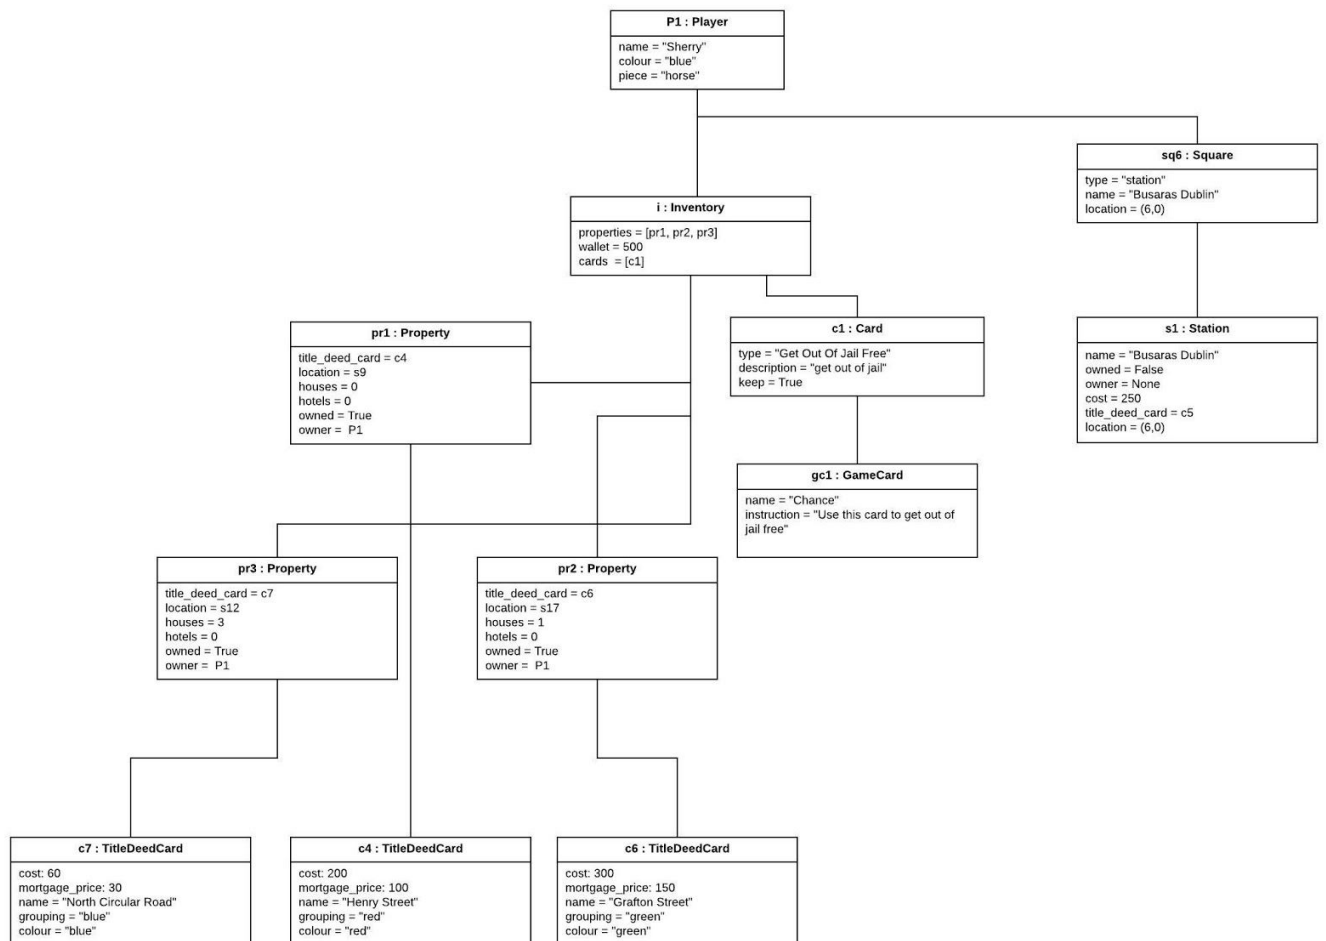 P1 : Player
name = "Sherry"
colour = "blue"
piece = "horse"
sq6 : Square
type = "station"
name = "Busaras Dublin"
location = (6,0)
i : Inventory
properties = [pr1, pr2, pr3]
wallet = 500
cards = [c1]
pr1 : Property
title_deed_card = c4
location = s9
houses = 0
hotels = 0
owned = True
owner = P1
c1 : Card
type = "Get Out Of Jail Free"
description = "get out of jail"
keep = True
s1 : Station
name = "Busaras Dublin"
owned = False
owner = None
cost = 250
title_deed_card = c5
location = (6,0)
gc1 : GameCard
name = "Chance"
instruction = "Use this card to get out of
jail free"
pr3 : Property
title_deed_card = c7
location = s12
houses = 3
hotels = 0
owned = True
owner = P1
pr2 : Property
title_deed_card = c6
location = s17
houses = 1
hotels = 0
owned = True
owner = P1
c7 : TitleDeedCard
cost: 60
mortgage_price: 30
name = "North Circular Road"
grouping = "blue"
colour = "blue"
c4 : TitleDeedCard
cost: 200
mortgage_price: 100
name = "Henry Street"
grouping = "red"
colour = "red"
c6 : TitleDeedCard
cost: 300
mortgage_price: 150
name = "Grafton Street"
grouping = "green"
colour = "green"